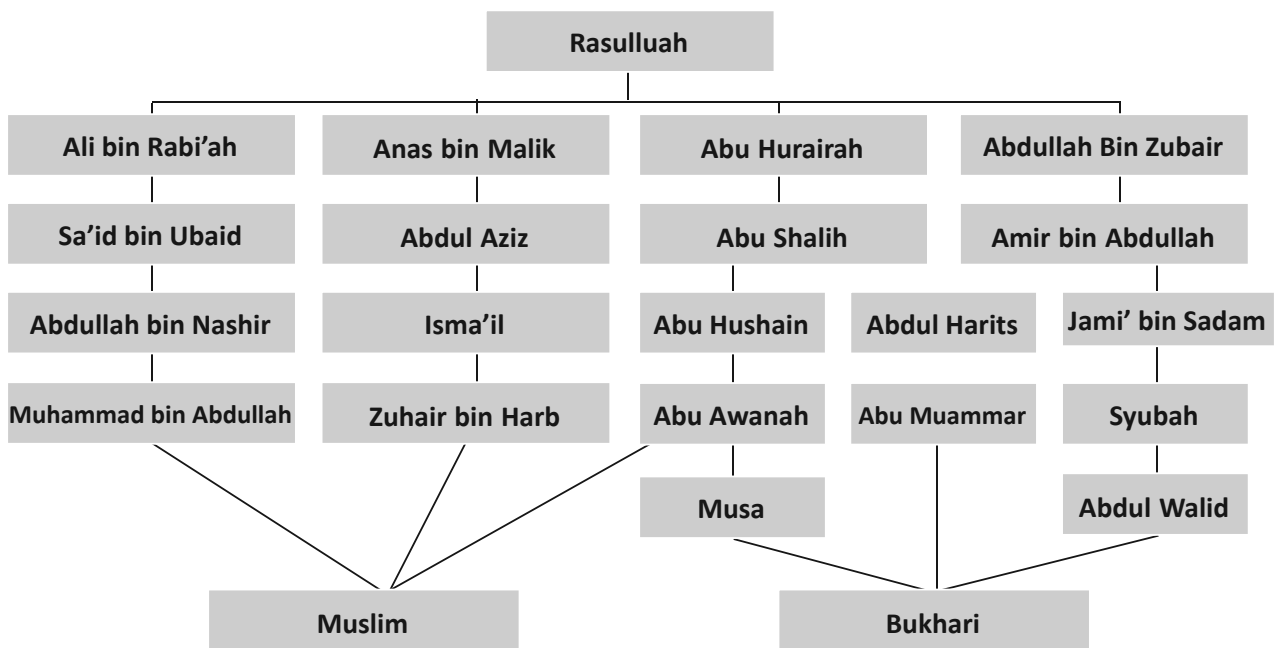 Rasulluah
Ali bin Rabi’ah
Anas bin Malik
Abu Hurairah
Abdullah Bin Zubair
Sa’id bin Ubaid
Abdul Aziz
Abu Shalih
Amir bin Abdullah
Abdullah bin Nashir
Isma’il
Abu Hushain
Abdul Harits
Jami’ bin Sadam
Muhammad bin Abdullah
Zuhair bin Harb
Abu Awanah
Abu Muammar
Syubah
Musa
Abdul Walid
Muslim
Bukhari